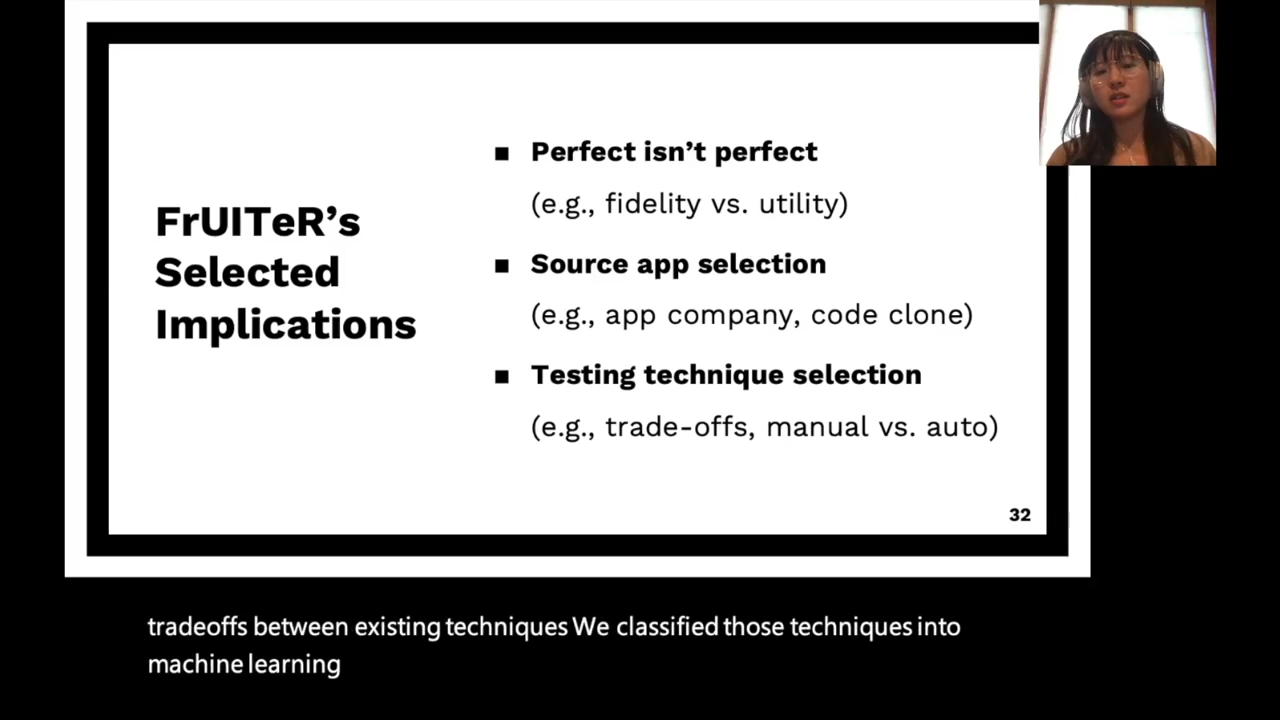 FrUITeR’s
Selected
Implications
■ Perfect isn’t perfect
(e.g., fidelity vs. utility)
■ Source app selection
(e.g., app company, code clone)
■ Testing technique selection
(e.g., trade-offs, manual vs. auto)
32
tradeoffs between existing techniques We classified those techniques into
machine learning